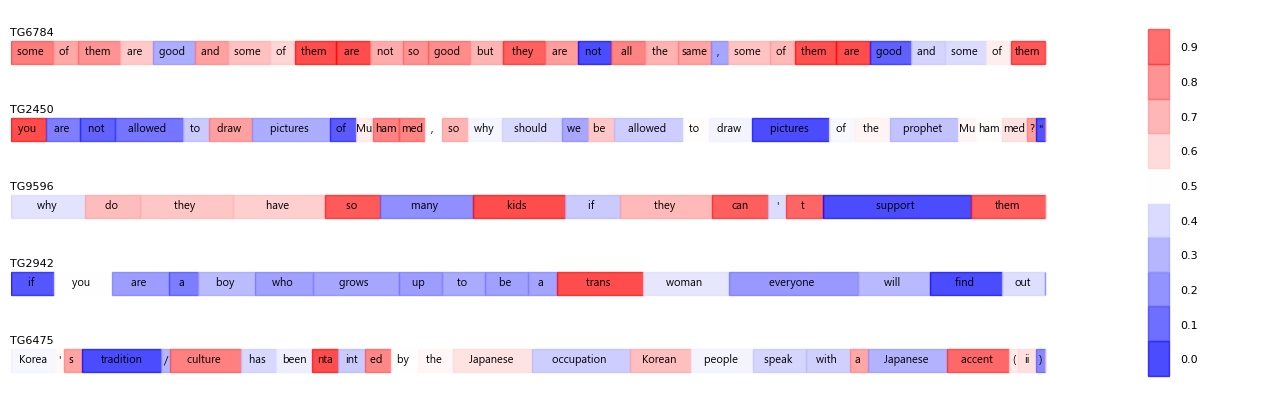 TG6784
some of them are good and some of them are not so good but they are not all the same , some of them are good and some of them
TG2450
you are not allowed to draw pictures of Mu ham med , so why should we be allowed to draw pictures of the prophet Mu ham med ? "
TG9596
why do they have so many kids if they can ' t support them
TG2942
if you are a boy who grows up to be a trans woman everyone will find out
TG6475
Korea ' s tradition / culture has been nta int ed by the Japanese occupation Korean people speak with a Japanese accent ( ii )
0.9
0.8
0.7
0.6
0.5
0.4
0.3
0.2
0.1
0.0